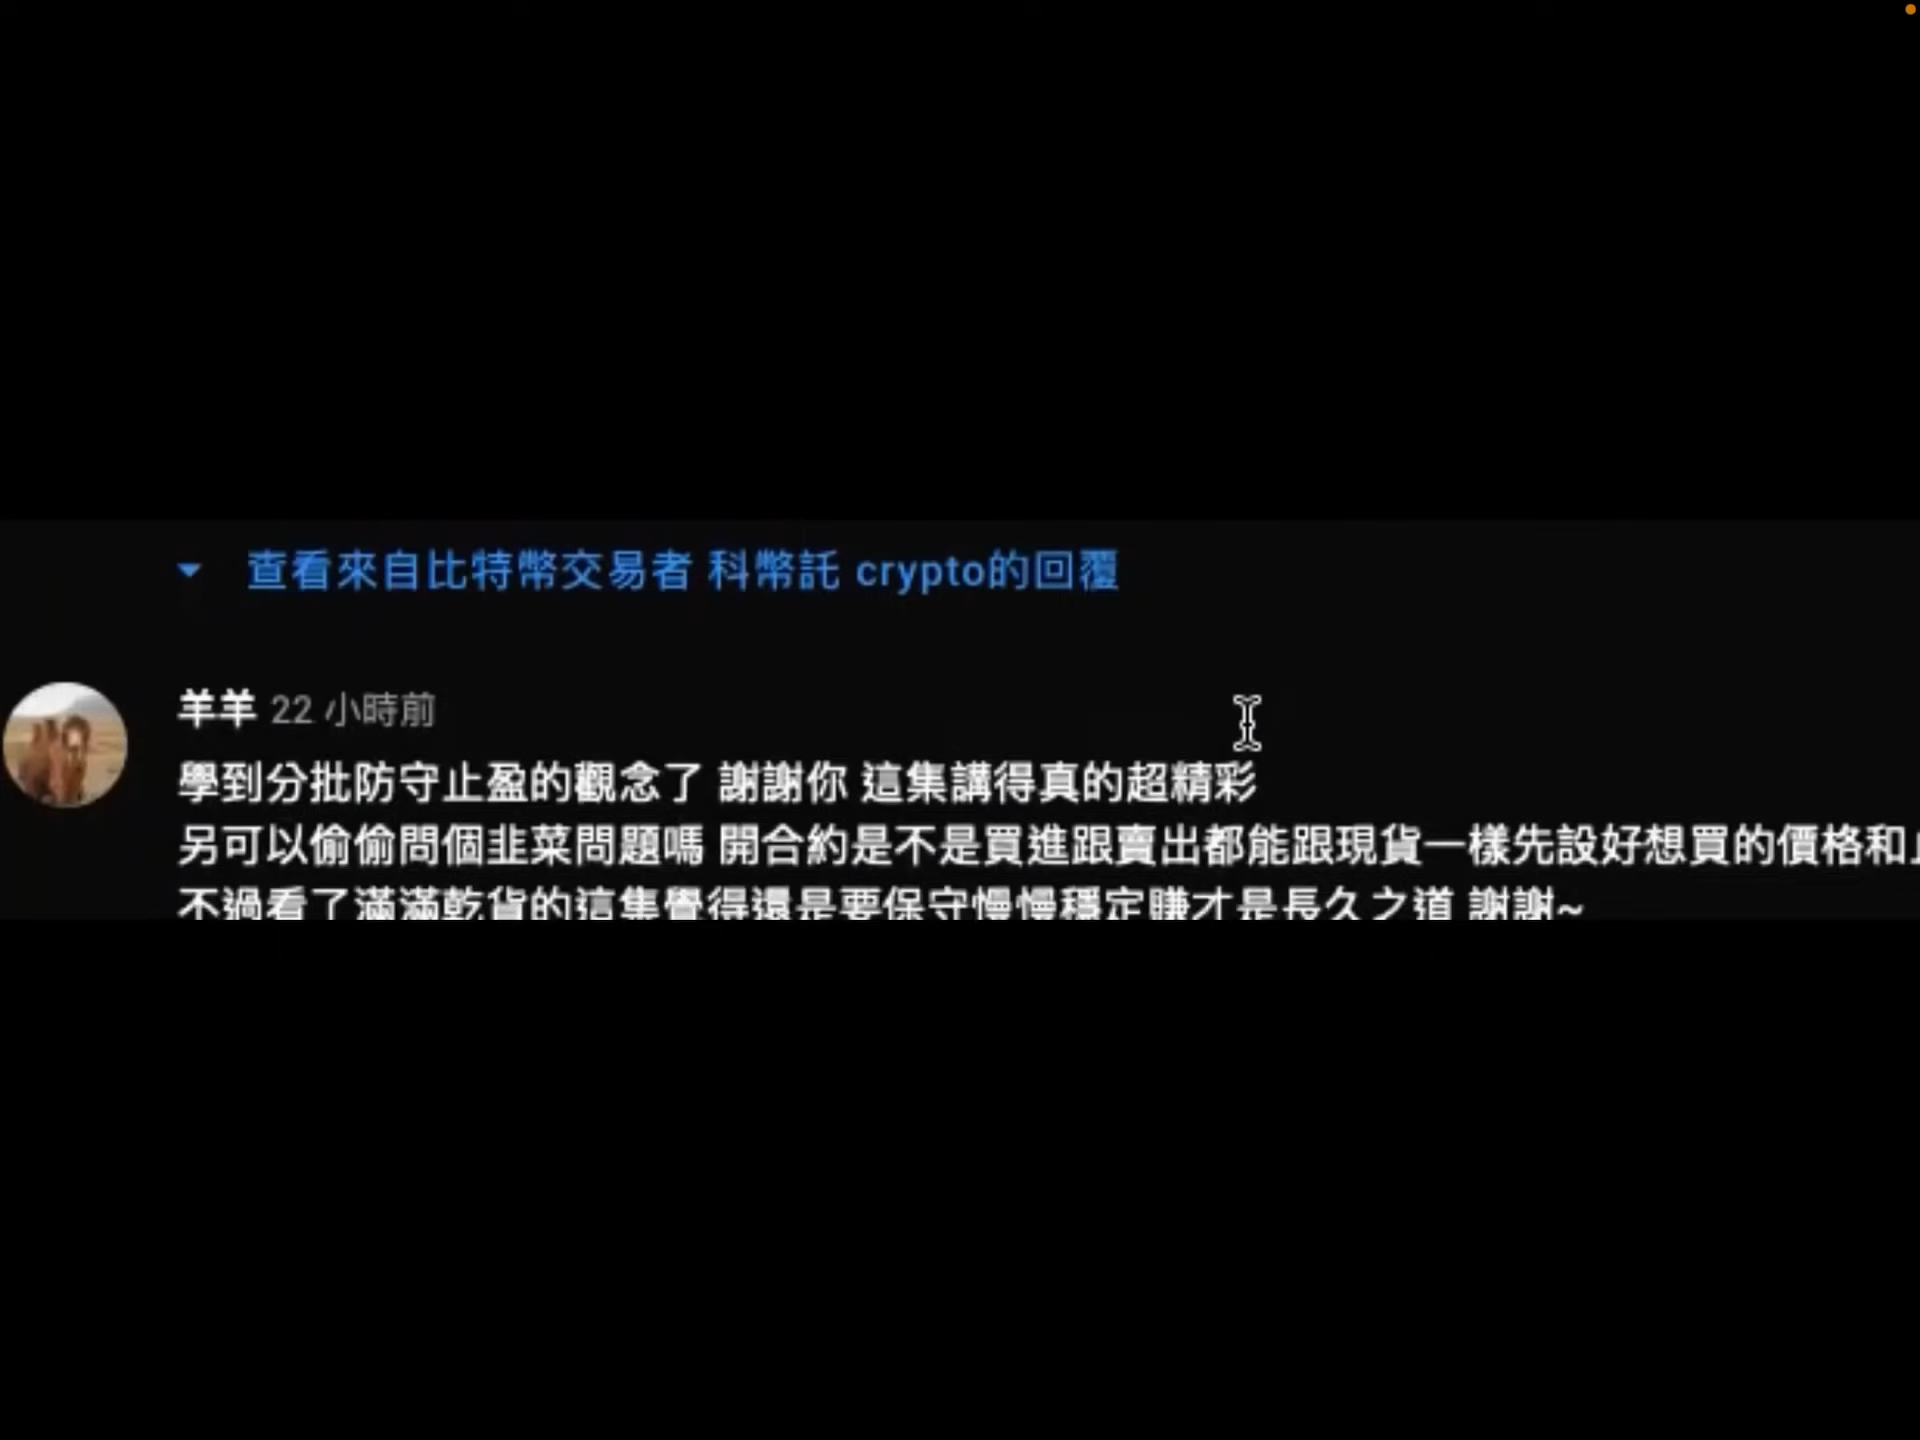 查看來自比特幣交易者 科幣託 crypto的回覆
羊羊 22 小時前
學到分批防守止盈的觀念了 謝謝你 這集講得真的超精彩
另可以偷偷問個韭菜問題嗎 開合約是不是買進跟賣出都能跟現貨一樣先設好想買的價格和
不過看了滿滿乾貨的這集覺得還是要保守慢慢穩定賺才是長久之道 謝謝~